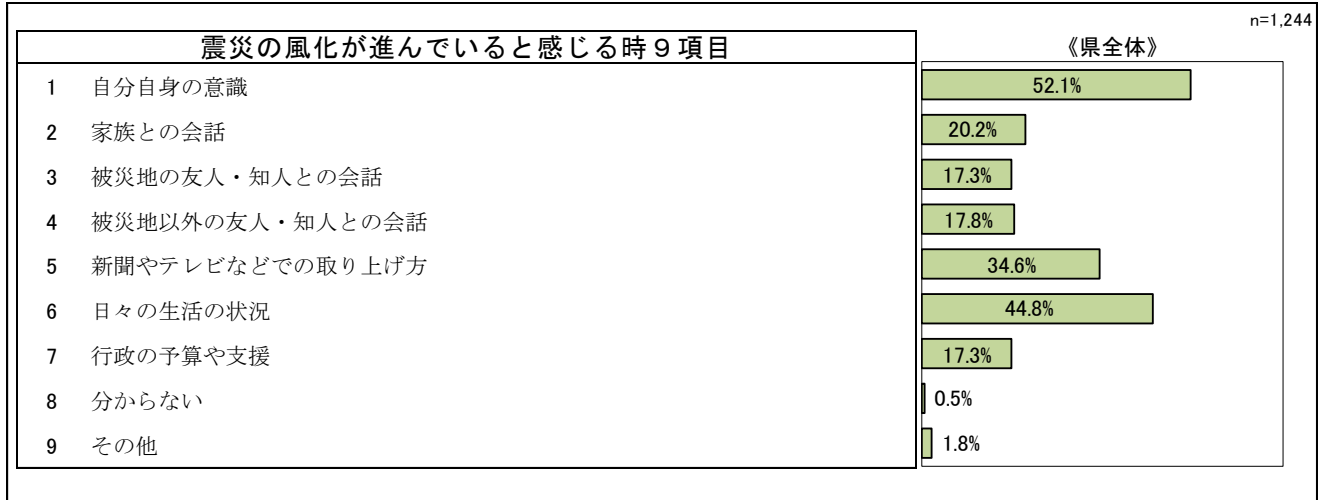 n=1,244
震災の風化が進んでいると感じる時９項目 《県全体》
1 自分自身の意識 52.1%
2 家族との会話 20.2%
3 被災地の友人・知人との会話 17.3%
4 被災地以外の友人・知人との会話 17.8%
5 新聞やテレビなどでの取り上げ方 34.6%
6 日々の生活の状況 44.8%
7 行政の予算や支援 17.3%
8 分からない 0.5%
9 その他 1.8%